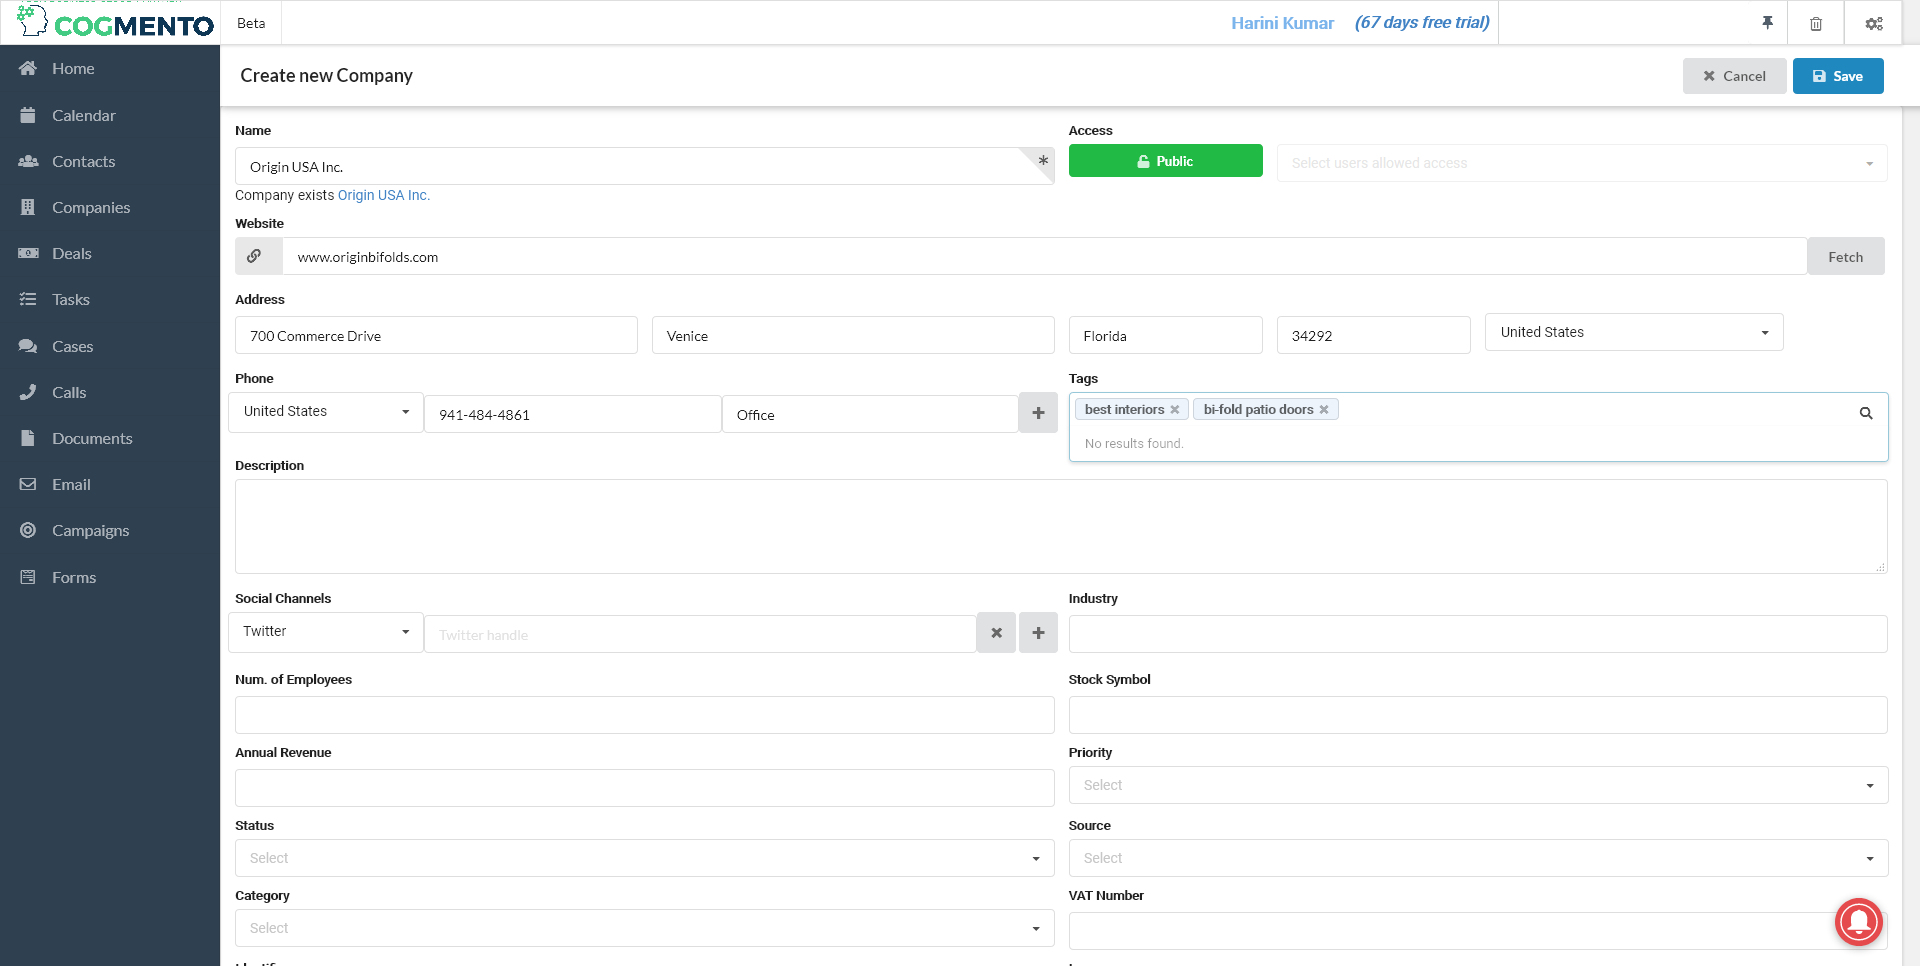 COGMENTO
Beta
Harini Kumar (67 days free trial)
Home
Calendar
Contacts
Companies
Deals
Tasks
Cases
Calls
Documents
Email
Campaigns
Forms
Create new Company
Cancel
Save
Name
Origin USA Inc.
*
Company exists Origin USA Inc.
Access
Public
Select users allowed access
Website
www.originbifolds.com
Fetch
Address
700 Commerce Drive
Venice
Florida
34292
United States
Phone
United States
941-484-4861
Office
Tags
best interiors
bi-fold patio doors
No results found.
Description
Social Channels
Twitter
Twitter handle
Industry
Num. of Employees
Stock Symbol
Annual Revenue
Priority
Select
Status
Select
Source
Select
Category
Select
VAT Number